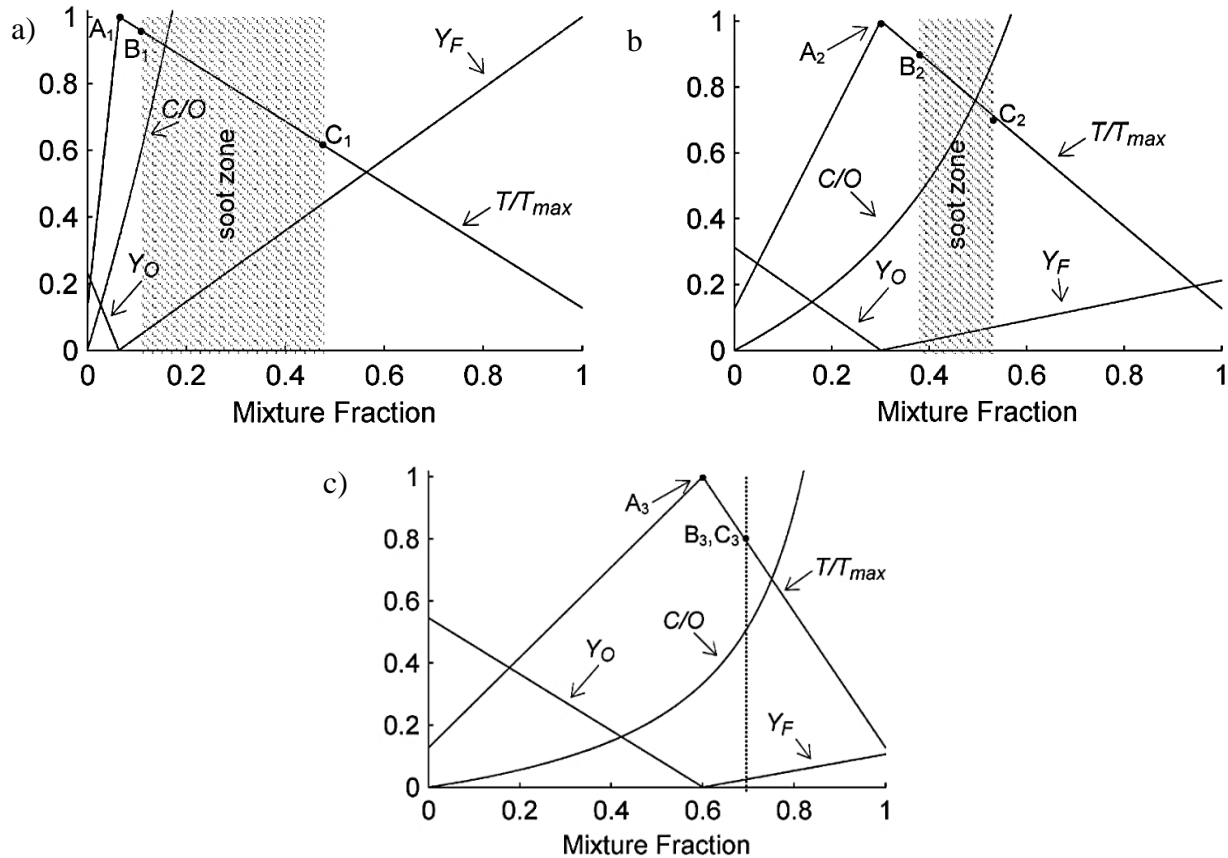 a)
1
A1
B1
YF
0.8
C/O
C1
0.6
soot zone
0.4
T/Tmax
YO
0.2
0
0 0.2 0.4 0.6 0.8 1
Mixture Fraction
b
1
A2
B2
0.8
C2
T/Tmax
0.6
C/O
soot zone
0.4
YO
YF
0.2
0
0 0.2 0.4 0.6 0.8 1
Mixture Fraction
c)
1
A3
B3,C3
0.8
T/Tmax
0.6
C/O
YO
0.4
YF
0.2
0
0 0.2 0.4 0.6 0.8 1
Mixture Fraction